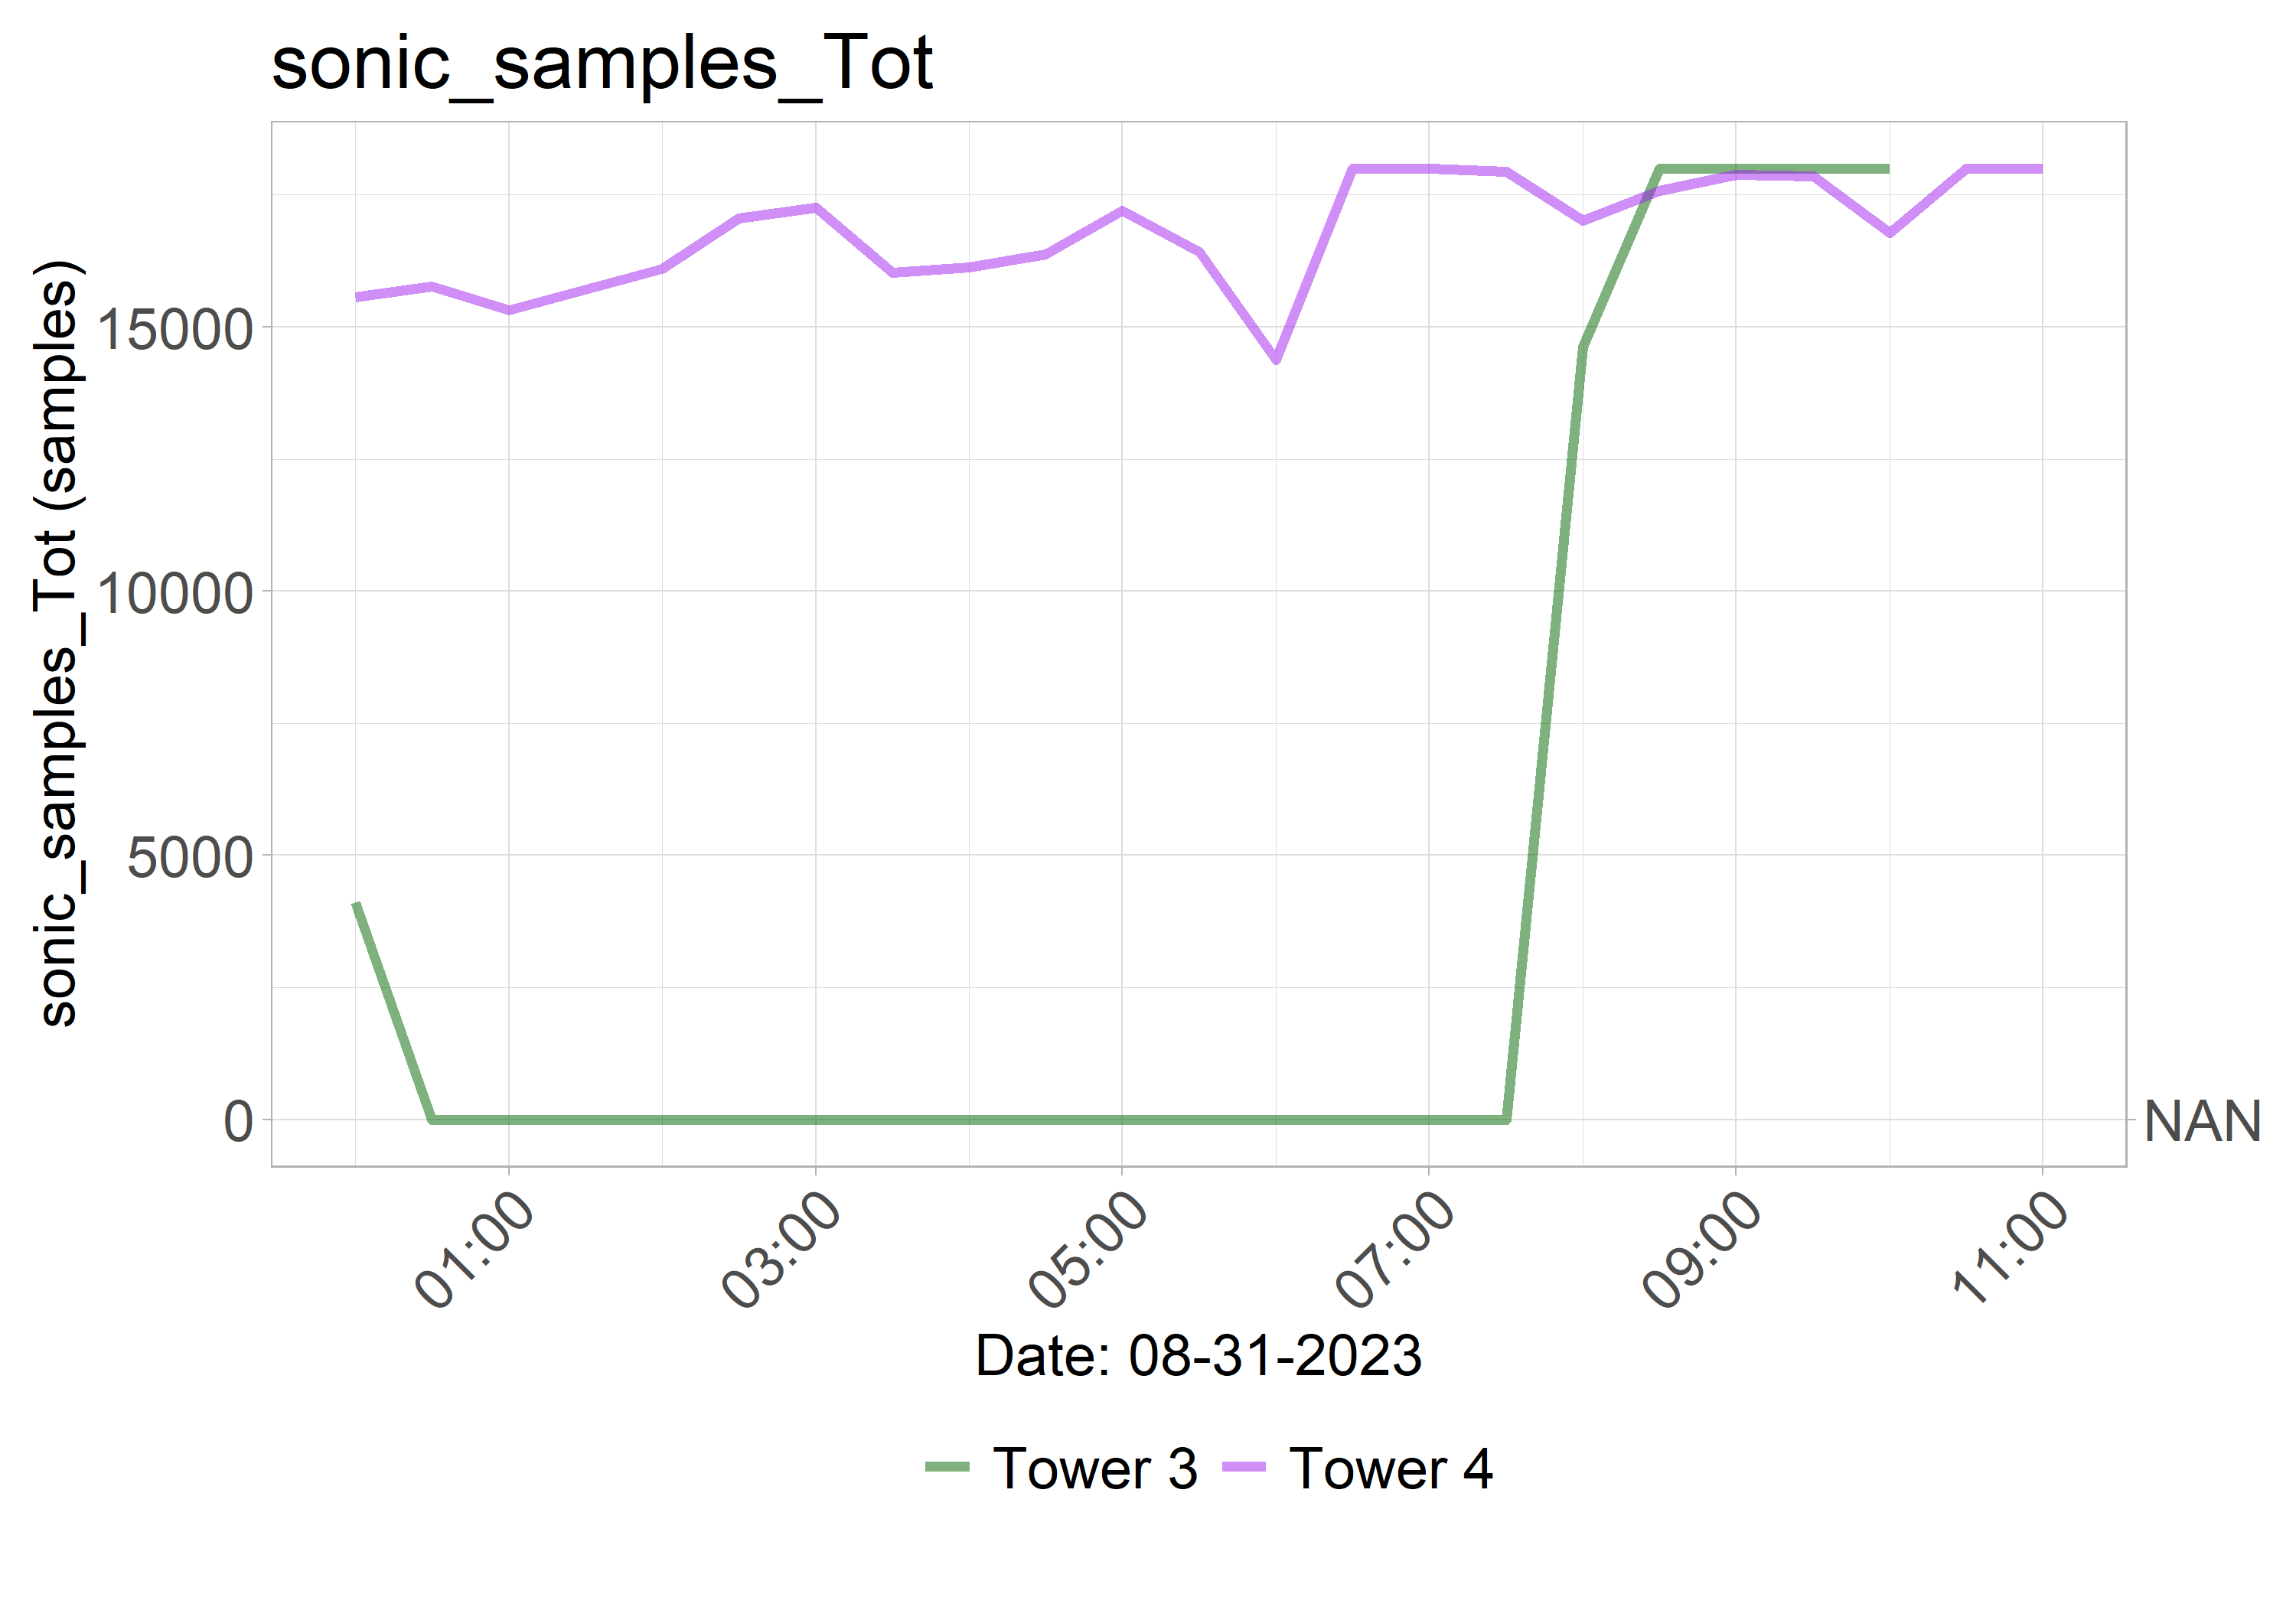 sonic_samples_Tot
sonic_samples_Tot (samples)
15000
10000
5000
0
NAN
01:00
03:00
05:00
07:00
09:00
11:00
Date: 08-31-2023
Tower 3
Tower 4